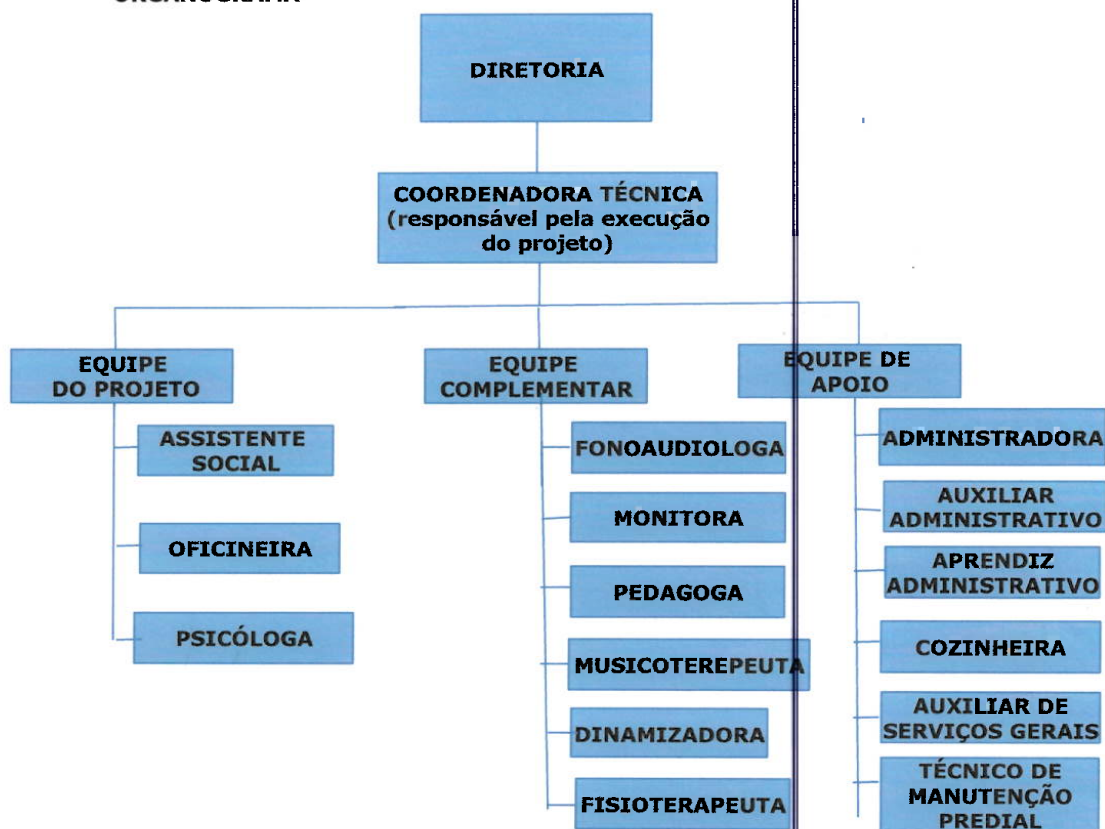 DIRETORIA
COORDENADORA TÉCNICA
(responsável pela execução
do projeto)
EQUIPE
DO PROJETO
ASSISTENTE
SOCIAL
OFICINEIRA
PSICÓLOGA
EQUIPE
COMPLEMENTAR
FONOAUDIOLOGA
MONITORA
PEDAGOGA
MUSICOTEREPEUTA
DINAMIZADORA
FISIOTERAPEUTA
EQUIPE DE
APOIO
ADMINISTRADORA
AUXILIAR
ADMINISTRATIVO
APRENDIZ
ADMINISTRATIVO
COZINHEIRA
AUXILIAR DE
SERVIÇOS GERAIS
TÉCNICO DE
MANUTENÇÃO
PREDIAL